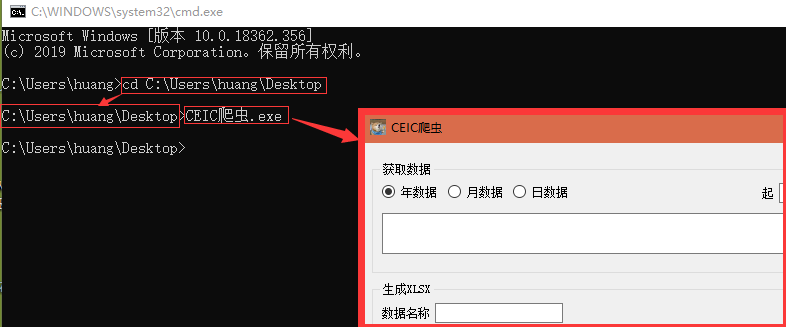 C:\WINDOWS\system32\cmd.exe
Microsoft Windows [版本 10.0.18362.356]
(c) 2019 Microsoft Corporation。保留所有权利。
C:\Users\huang>cd C:\Users\huang\Desktop
C:\Users\huang\Desktop>CEIC爬虫.exe
C:\Users\huang\Desktop>
CEIC爬虫
获取数据
年数据 月数据 日数据 起
生成XLSX
数据名称